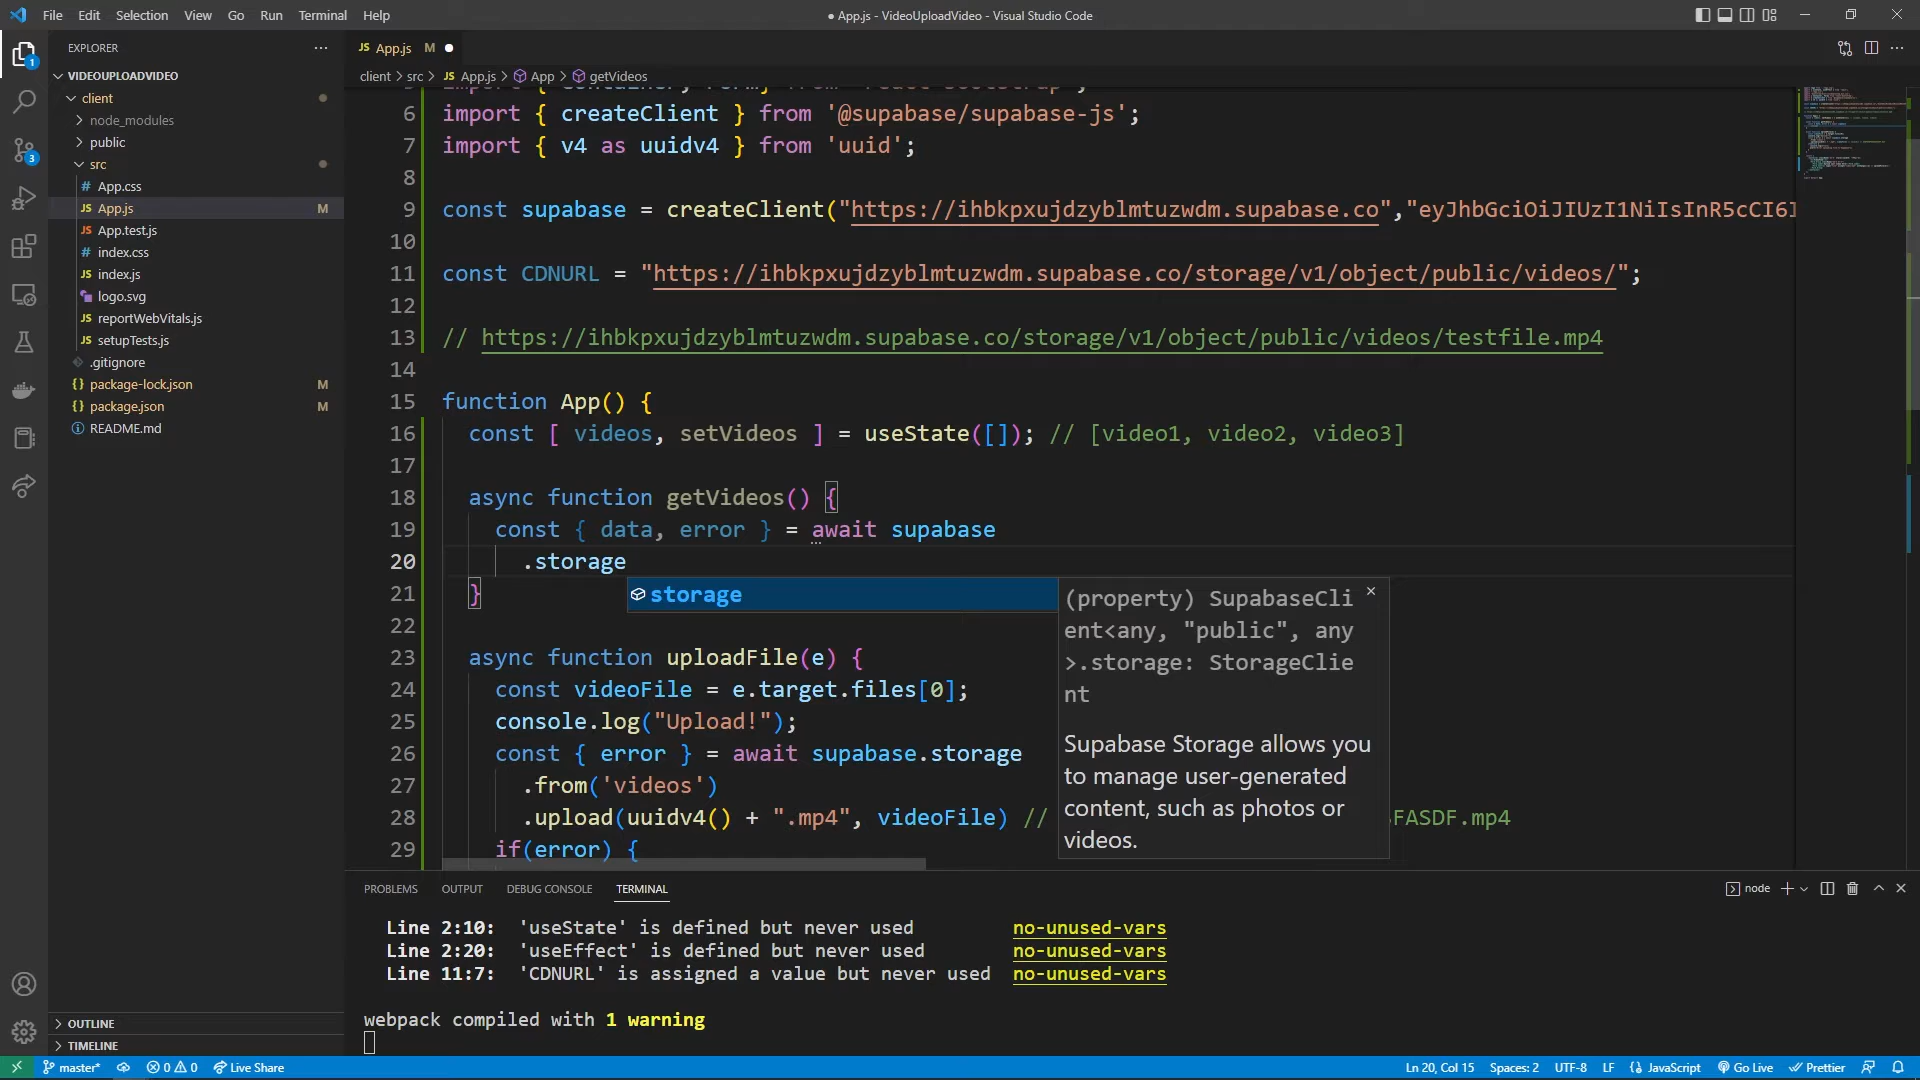 File Edit Selection View Go Run Terminal Help
● App.js - VideoUploadVideo - Visual Studio Code
EXPLORER
VIDEOUPLOADVIDEO
client
node_modules
public
src
App.css
App.js M
App.test.js
index.css
index.js
logo.svg
reportWebVitals.js
setupTests.js
.gitignore
package-lock.json M
package.json M
README.md
OUTLINE
TIMELINE
1
3
JS App.js M
client > src > JS App.js > App > getVideos
6 import { createClient } from '@supabase/supabase-js';
7 import { v4 as uuidv4 } from 'uuid';
8
9 const supabase = createClient("https://ihbkpxujdzyblmtuzwdm.supabase.co","eyJhbGciOiJIUzI1NiIsInR5cCI6I
10
11 const CDNURL = "https://ihbkpxujdzyblmtuzwdm.supabase.co/storage/v1/object/public/videos/";
12
13 // https://ihbkpxujdzyblmtuzwdm.supabase.co/storage/v1/object/public/videos/testfile.mp4
14
15 function App() {
16 const [ videos, setVideos ] = useState([]); // [video1, video2, video3]
17
18 async function getVideos() {
19 const { data, error } = await supabase
20 .storage
21 }
22
23 async function uploadFile(e) {
24 const videoFile = e.target.files[0];
25 console.log("Upload!");
26 const { error } = await supabase.storage
27 .from('videos')
28 .upload(uuidv4() + ".mp4", videoFile) // FASDF.mp4
29 if(error) {
storage
(property) SupabaseCli
ent<any, "public", any
>.storage: StorageClie
nt
Supabase Storage allows you
to manage user-generated
content, such as photos or
videos.
PROBLEMS OUTPUT DEBUG CONSOLE TERMINAL
node
Line 2:10: 'useState' is defined but never used no-unused-vars
Line 2:20: 'useEffect' is defined but never used no-unused-vars
Line 11:7: 'CDNURL' is assigned a value but never used no-unused-vars
webpack compiled with 1 warning
master* 0 0 Live Share
Ln 20, Col 15 Spaces: 2 UTF-8 LF {} JavaScript Go Live Prettier